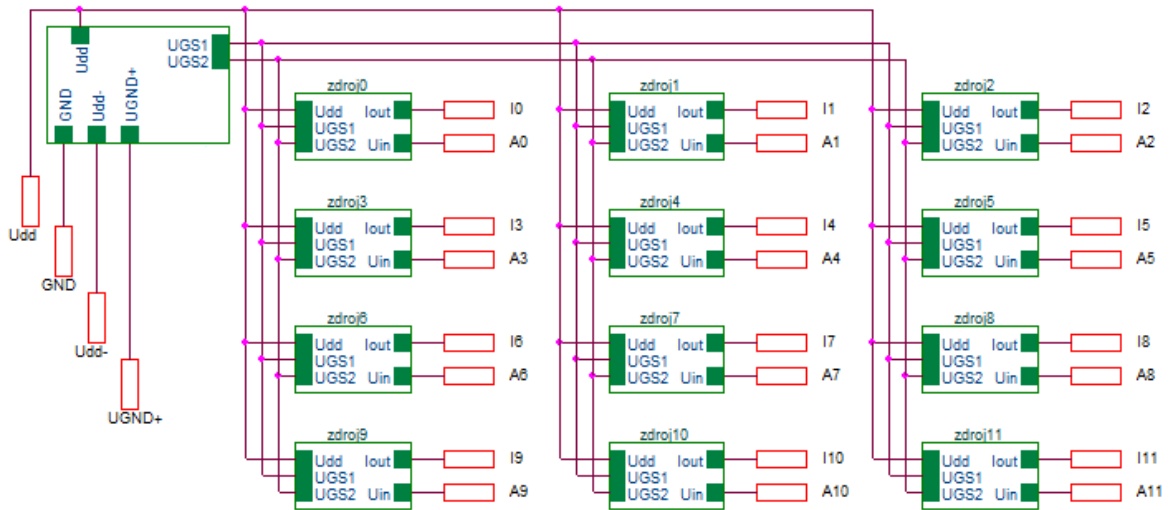 Udd
UGS1
UGS2
GND
Udd-
UGND+
Udd
GND
Udd-
UGND+
zdroj0
Udd Iout
UGS1
UGS2 Uin
I0
A0
zdroj1
Udd Iout
UGS1
UGS2 Uin
I1
A1
zdroj2
Udd Iout
UGS1
UGS2 Uin
I2
A2
zdroj3
Udd Iout
UGS1
UGS2 Uin
I3
A3
zdroj4
Udd Iout
UGS1
UGS2 Uin
I4
A4
zdroj5
Udd Iout
UGS1
UGS2 Uin
I5
A5
zdroj6
Udd Iout
UGS1
UGS2 Uin
I6
A6
zdroj7
Udd Iout
UGS1
UGS2 Uin
I7
A7
zdroj8
Udd Iout
UGS1
UGS2 Uin
I8
A8
zdroj9
Udd Iout
UGS1
UGS2 Uin
I9
A9
zdroj10
Udd Iout
UGS1
UGS2 Uin
I10
A10
zdroj11
Udd Iout
UGS1
UGS2 Uin
I11
A11